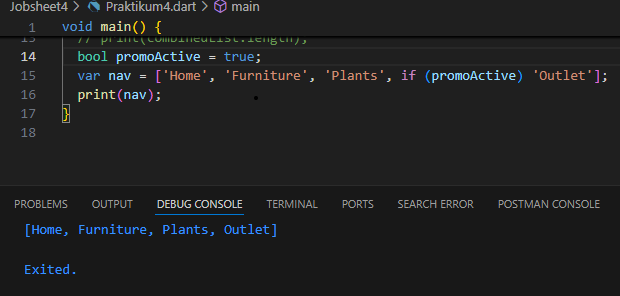 Jobsheet4 > Praktikum4.dart > main
1 void main() {
13 // print(combinedList.length);
14 bool promoActive = true;
15 var nav = ['Home', 'Furniture', 'Plants', if (promoActive) 'Outlet'];
16 print(nav);
17 }
18
PROBLEMS OUTPUT DEBUG CONSOLE TERMINAL PORTS SEARCH ERROR POSTMAN CONSOLE
[Home, Furniture, Plants, Outlet]
Exited.